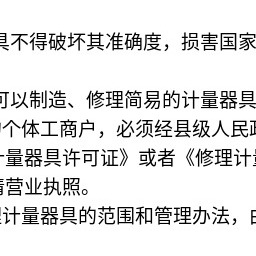 具不得破坏其准确度，损害国家
可以制造、修理简易的计量器具
个体工商户，必须经县级人民政
量器具许可证》或者《修理计量
营业执照。
计量器具的范围和管理办法，由